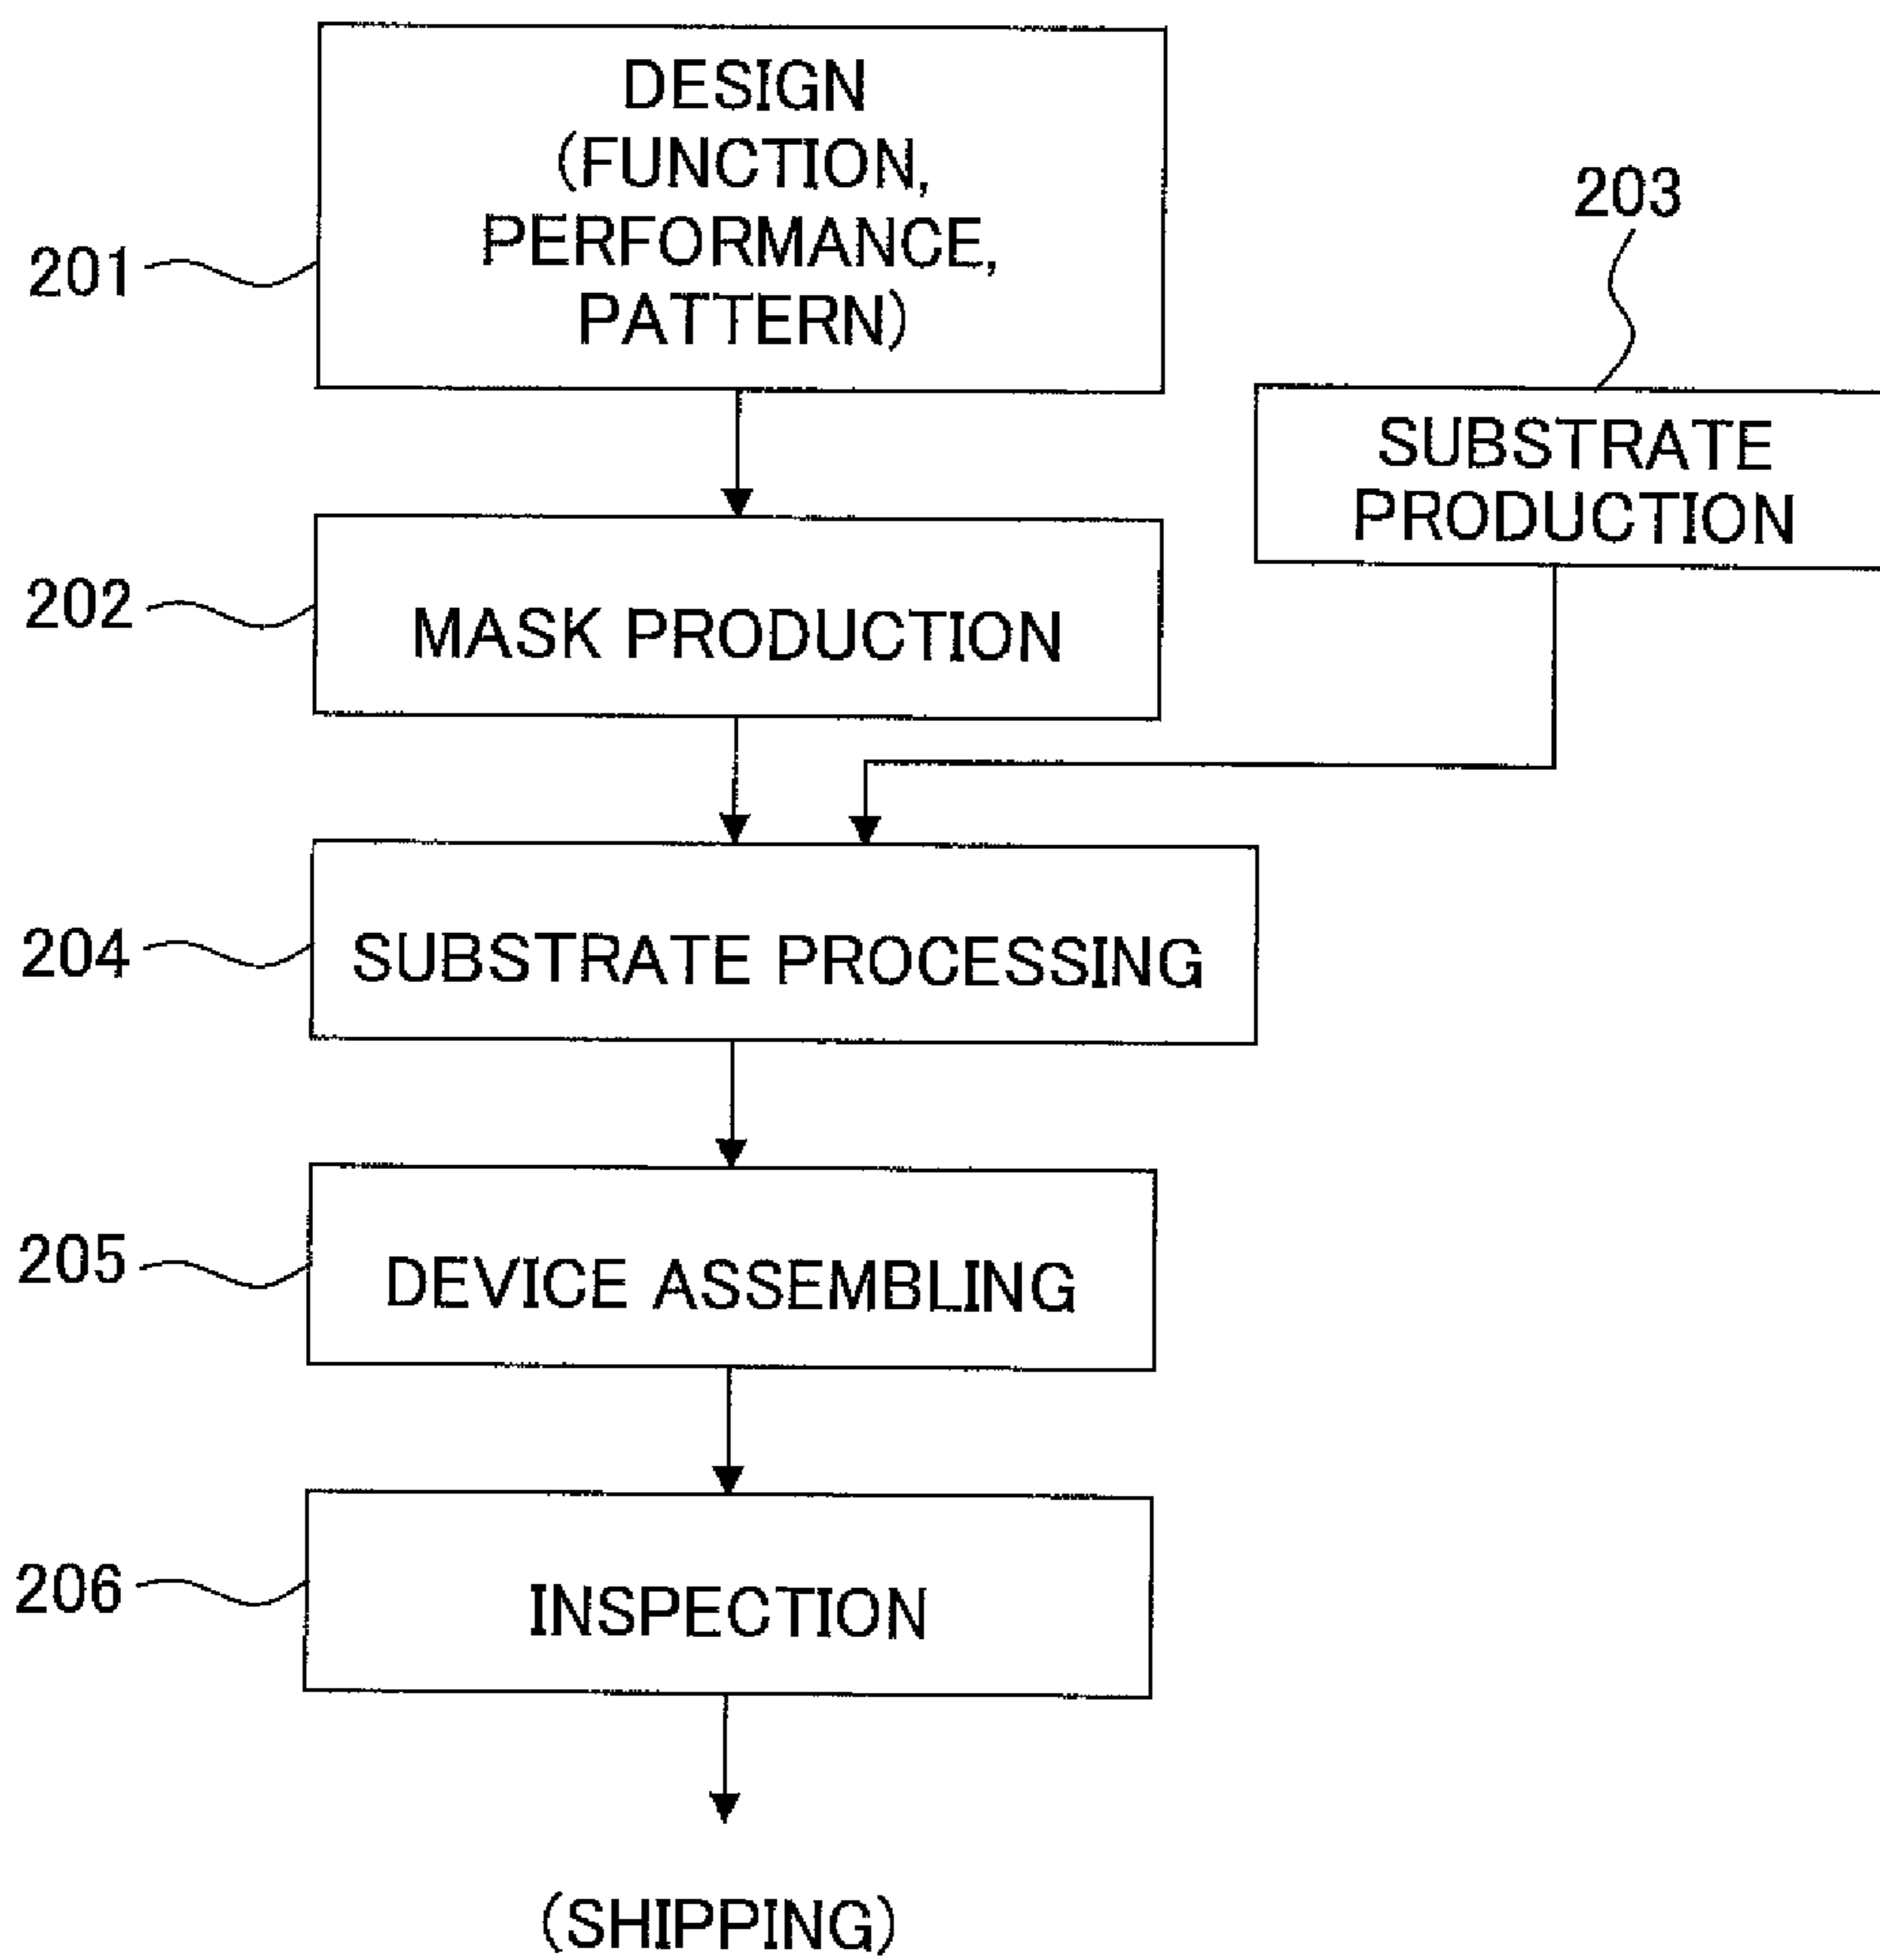 DESIGN
(FUNCTION,
PERFORMANCE,
PATTERN)
201
203
SUBSTRATE
PRODUCTION
202
MASK PRODUCTION
204
SUBSTRATE PROCESSING
205
DEVICE ASSEMBLING
206
INSPECTION
(SHIPPING)